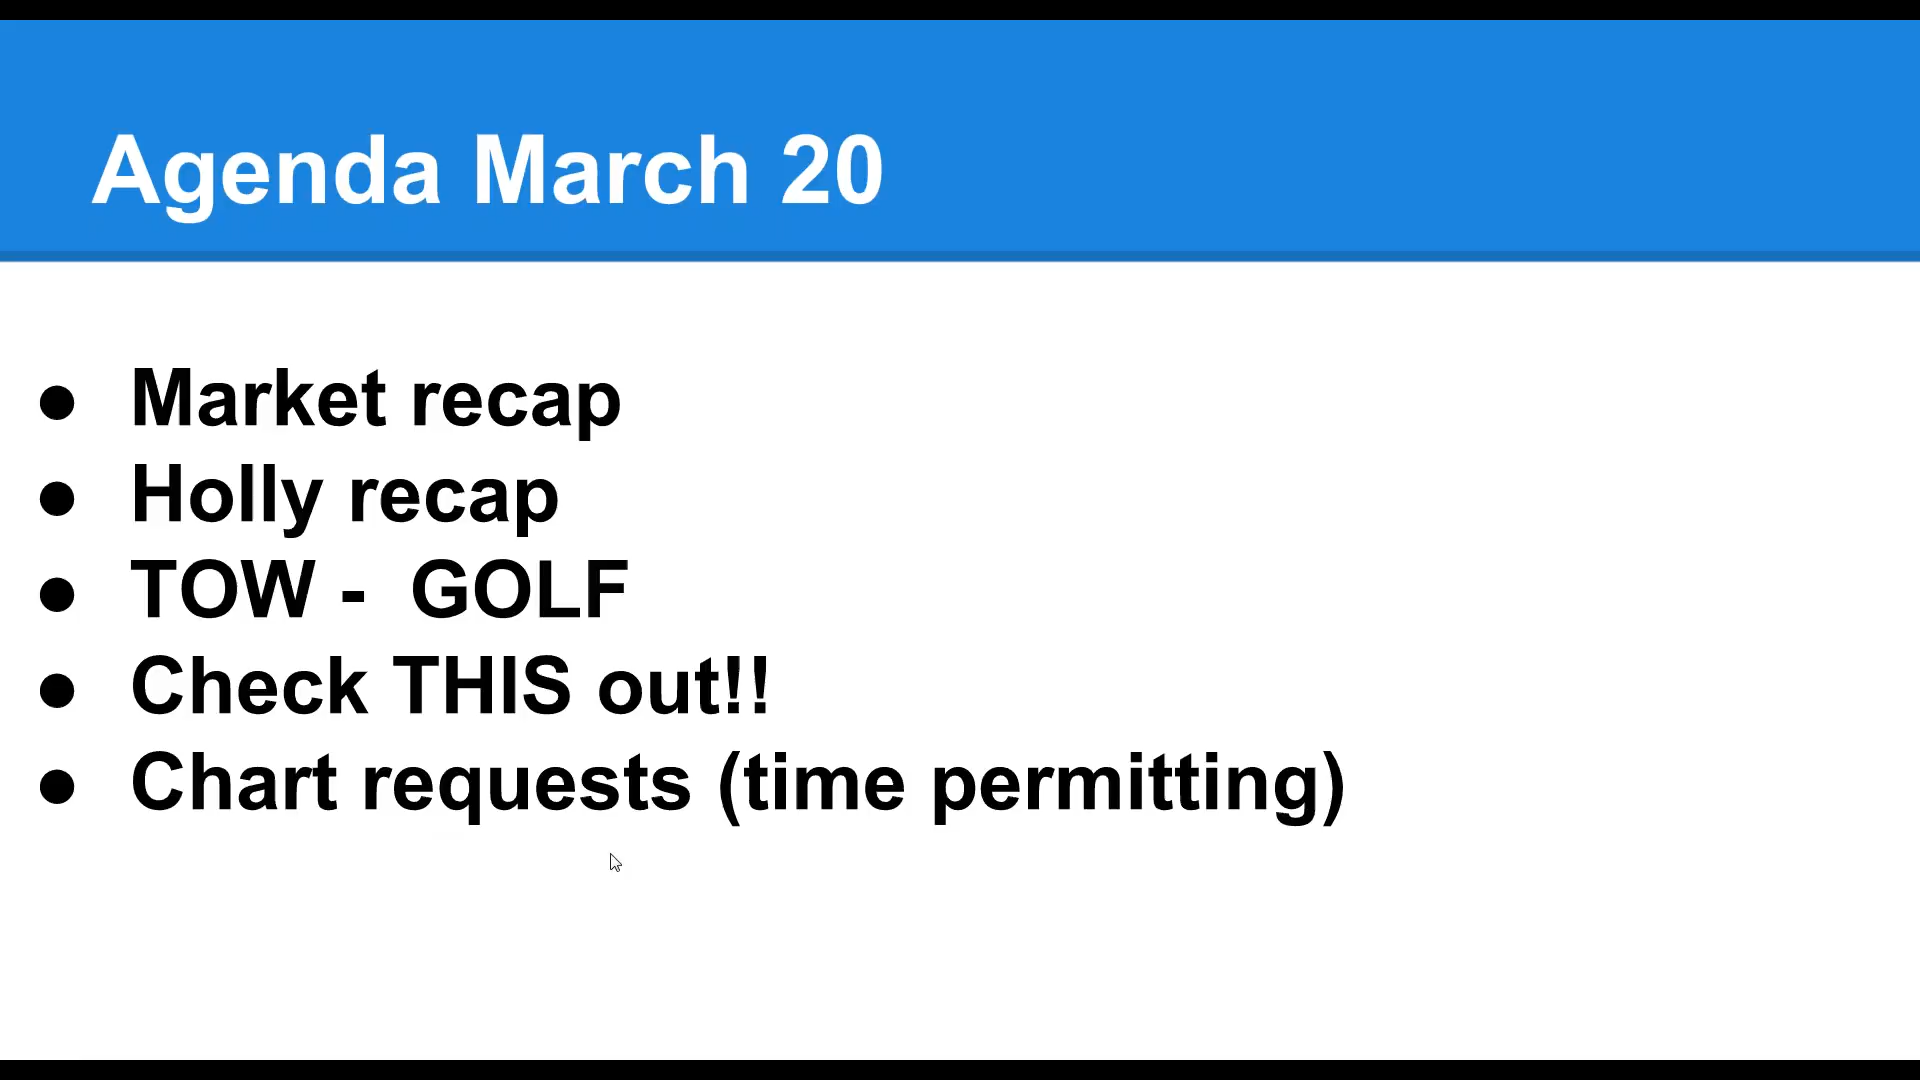 Agenda March 20
● Market recap
● Holly recap
● TOW -  GOLF
● Check THIS out!!
● Chart requests (time permitting)